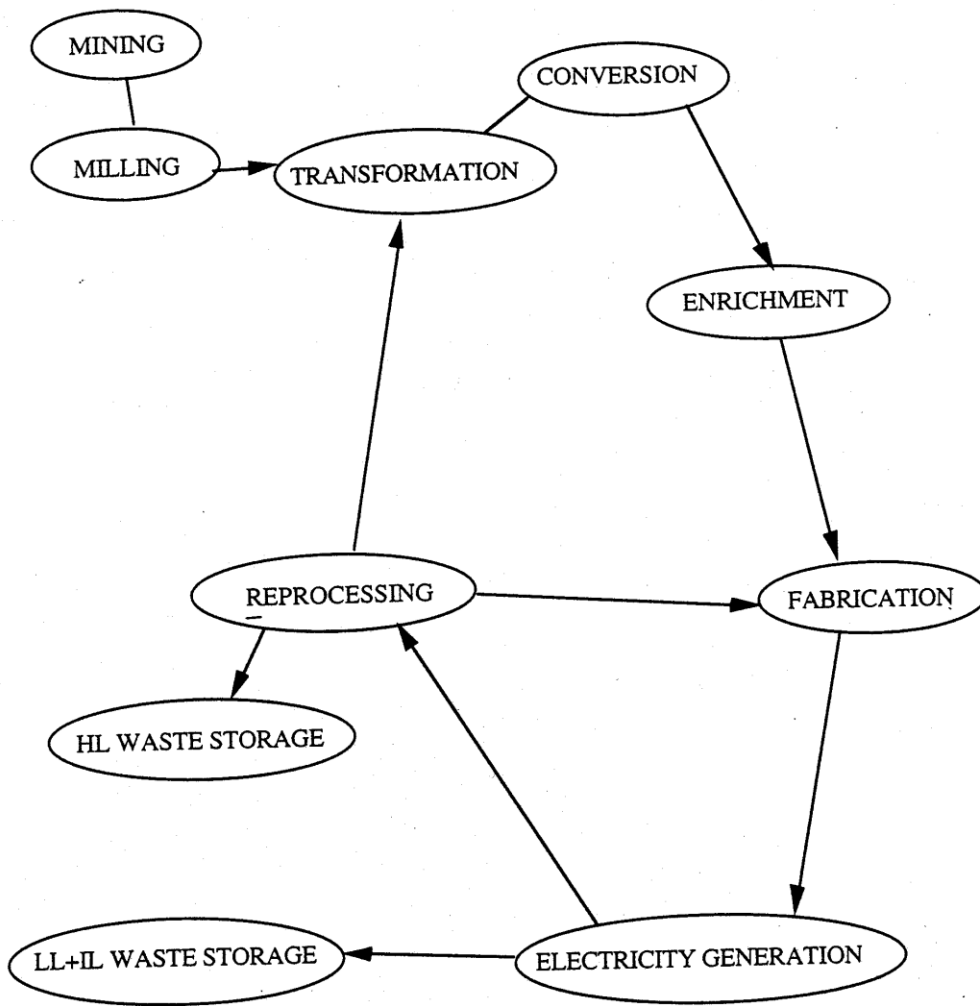 MINING
CONVERSION
MILLING
TRANSFORMATION
ENRICHMENT
REPROCESSING
FABRICATION
HL WASTE STORAGE
LL+IL WASTE STORAGE
ELECTRICITY GENERATION